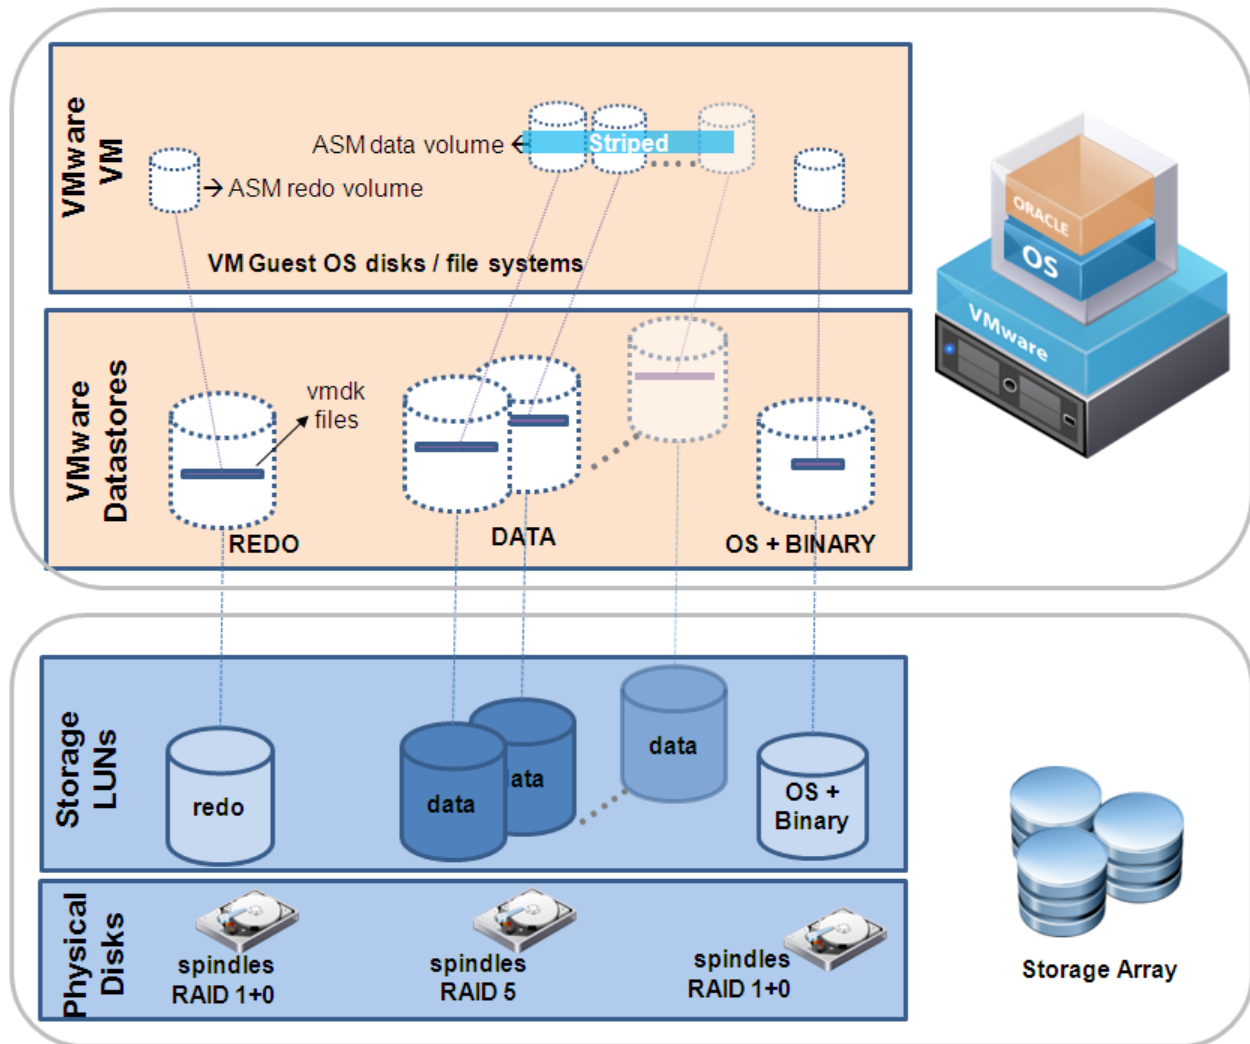 VMware
VM
ASM data volume
Striped
ASM redo volume
VM Guest OS disks / file systems
ORACLE
OS
VMware
VMware
Datastores
vmdk
files
REDO
DATA
OS + BINARY
Storage
LUNs
redo
data
data
data
OS +
Binary
Physical
Disks
spindles
RAID 1+0
spindles
RAID 5
spindles
RAID 1+0
Storage Array